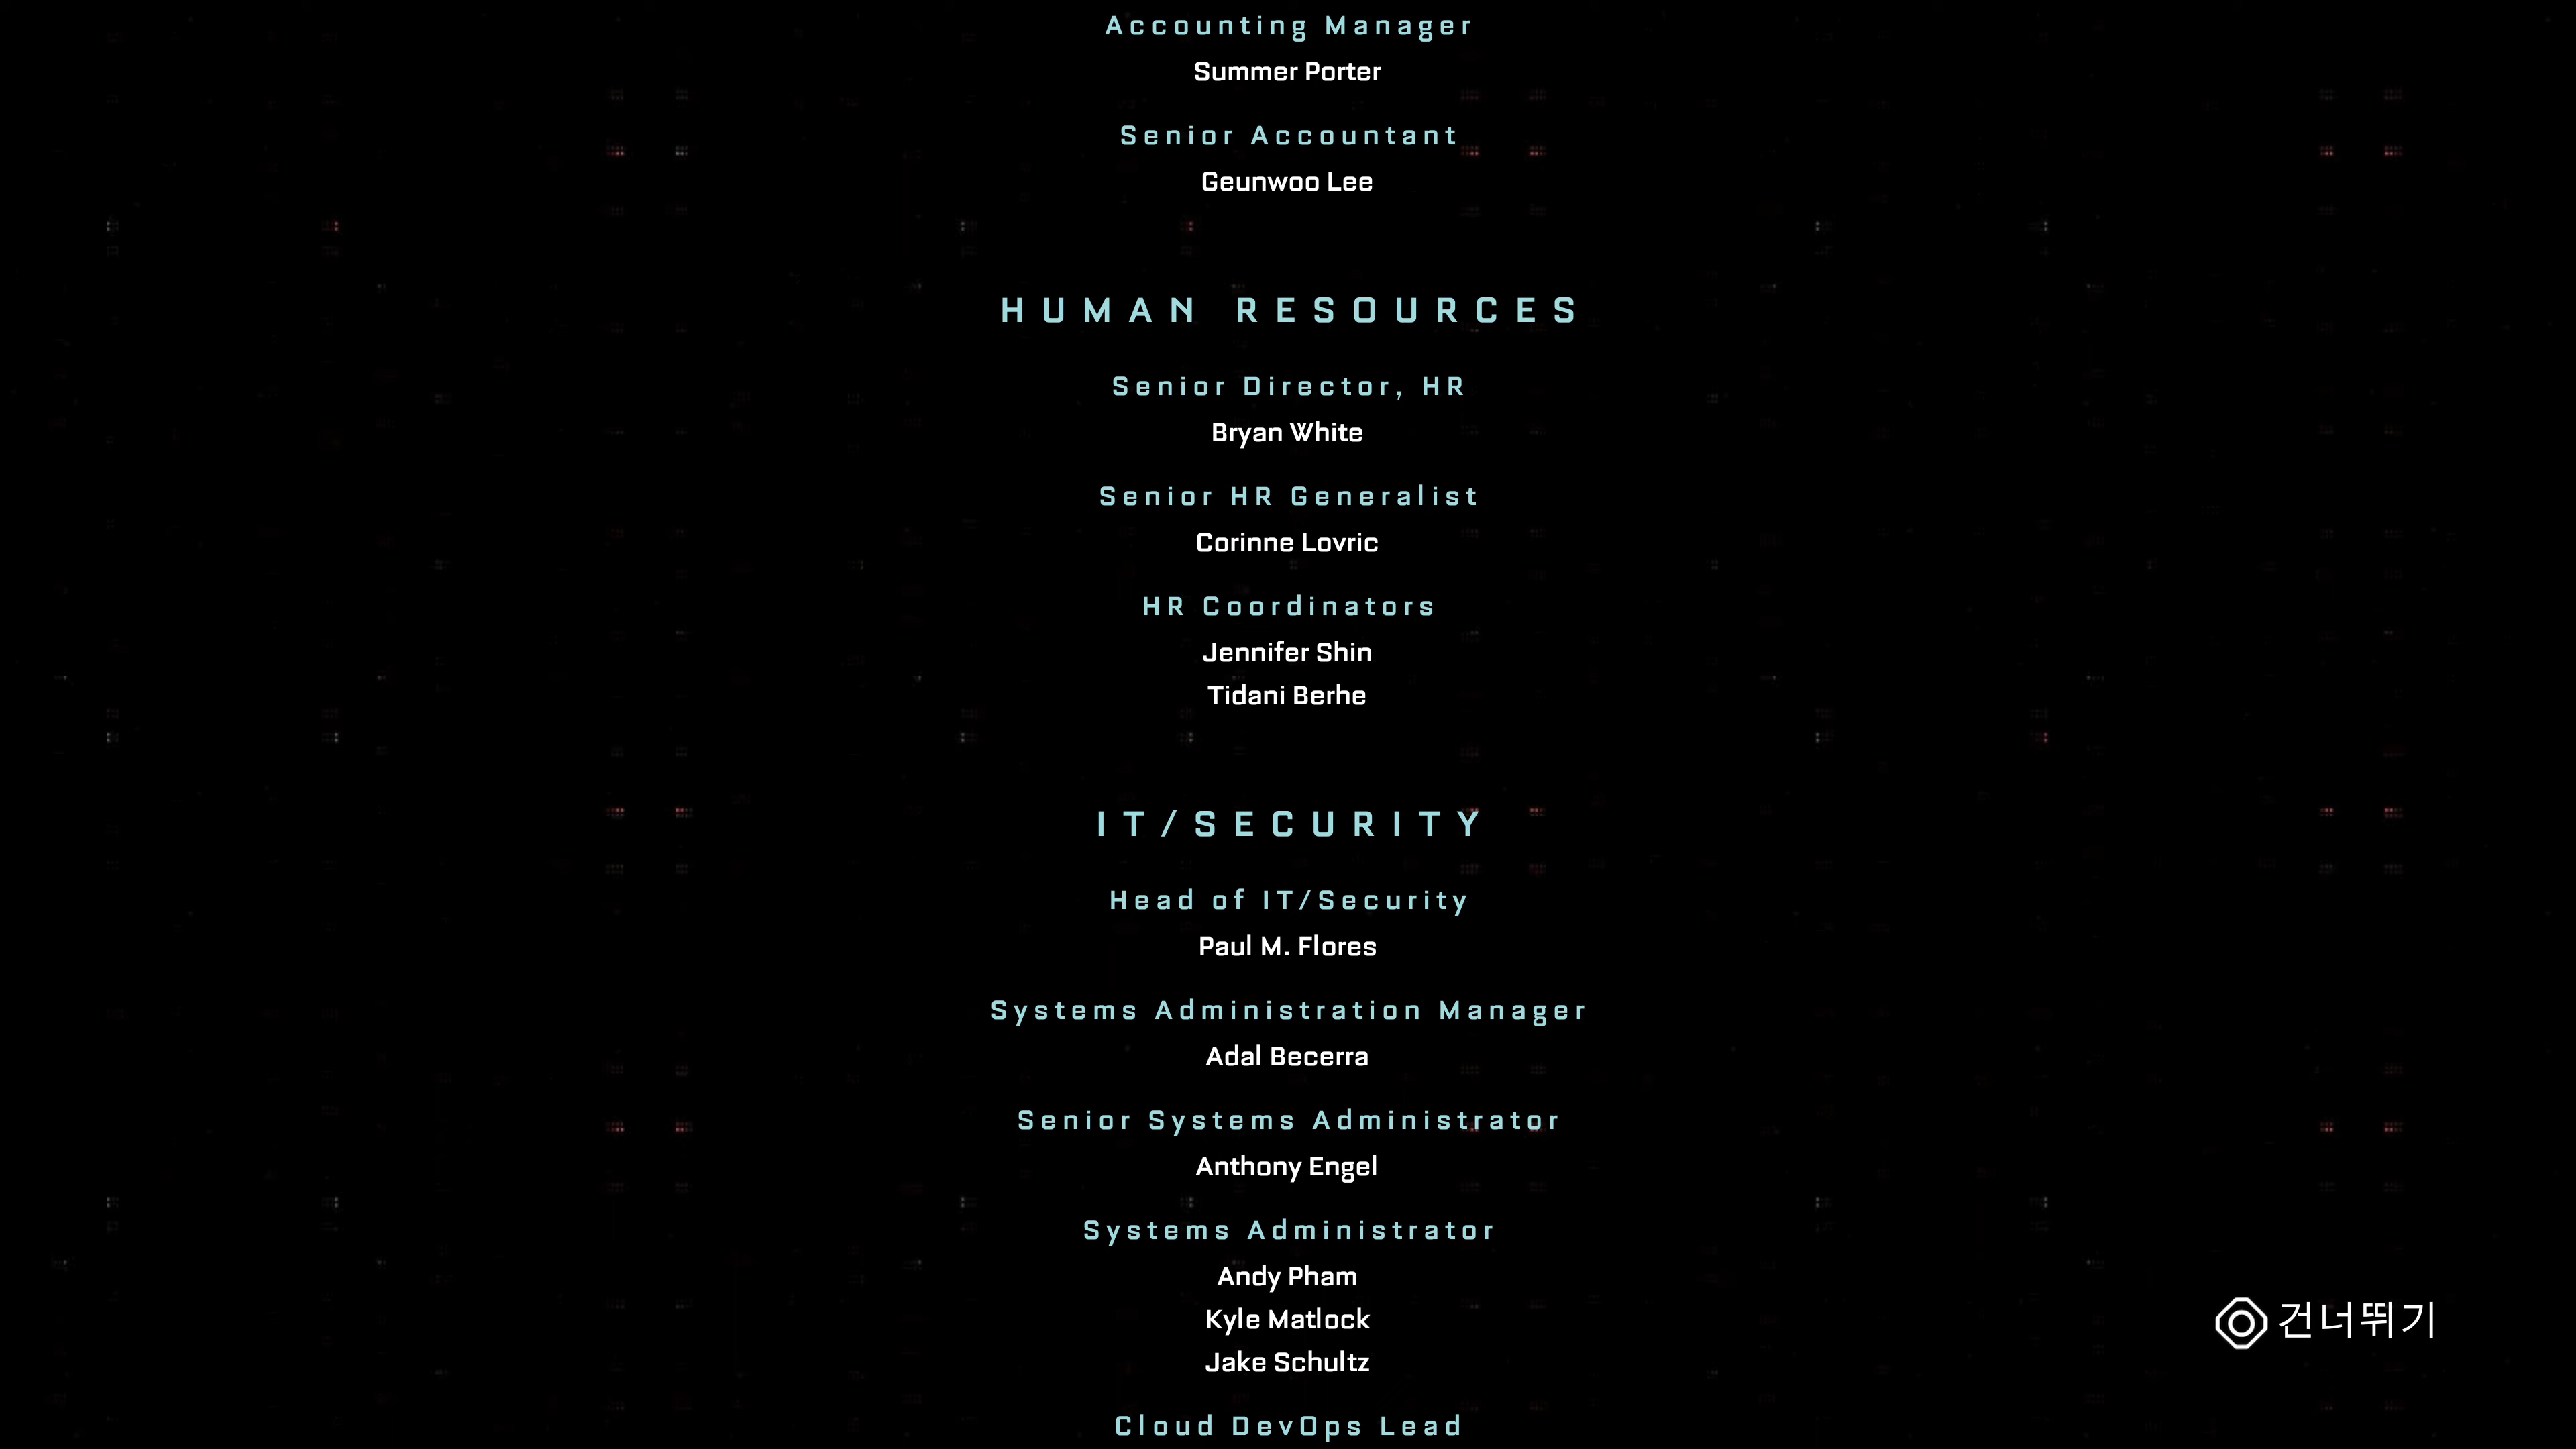 Accounting Manager
Summer Porter
Senior Accountant
Geunwoo Lee
HUMAN RESOURCES
Senior Director, HR
Bryan White
Senior HR Generalist
Corinne Lovric
HR Coordinators
Jennifer Shin
Tidani Berhe
IT/SECURITY
Head of IT/Security
Paul M. Flores
Systems Administration Manager
Adal Becerra
Senior Systems Administrator
Anthony Engel
Systems Administrator
Andy Pham
Kyle Matlock
Jake Schultz
Cloud DevOps Lead
건너뛰기